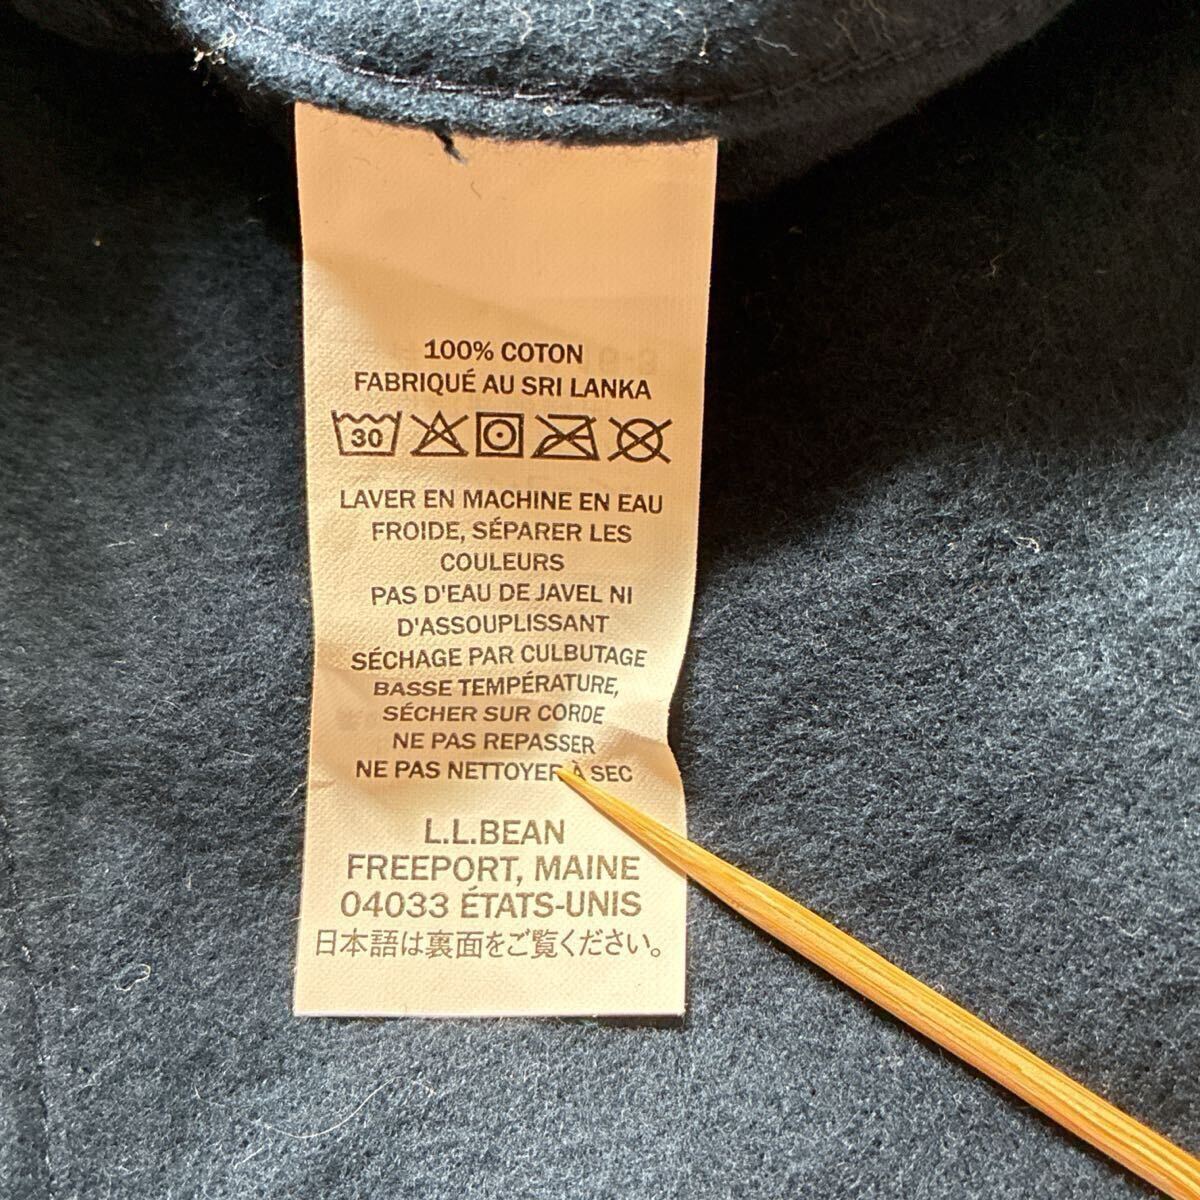 100% COTON
FABRIQUÉ AU SRI LANKA
30
LAVER EN MACHINE EN EAU
FROIDE, SÉPARER LES
COULEURS
PAS D'EAU DE JAVEL NI
D'ASSOUPLISSANT
SÉCHAGE PAR CULBUTAGE
BASSE TEMPÉRATURE,
SÉCHER SUR CORDE
NE PAS REPASSER
NE PAS NETTOYER À SEC
L.L.BEAN
FREEPORT, MAINE
04033 ÉTATS-UNIS
日本語は裏面をご覧ください。